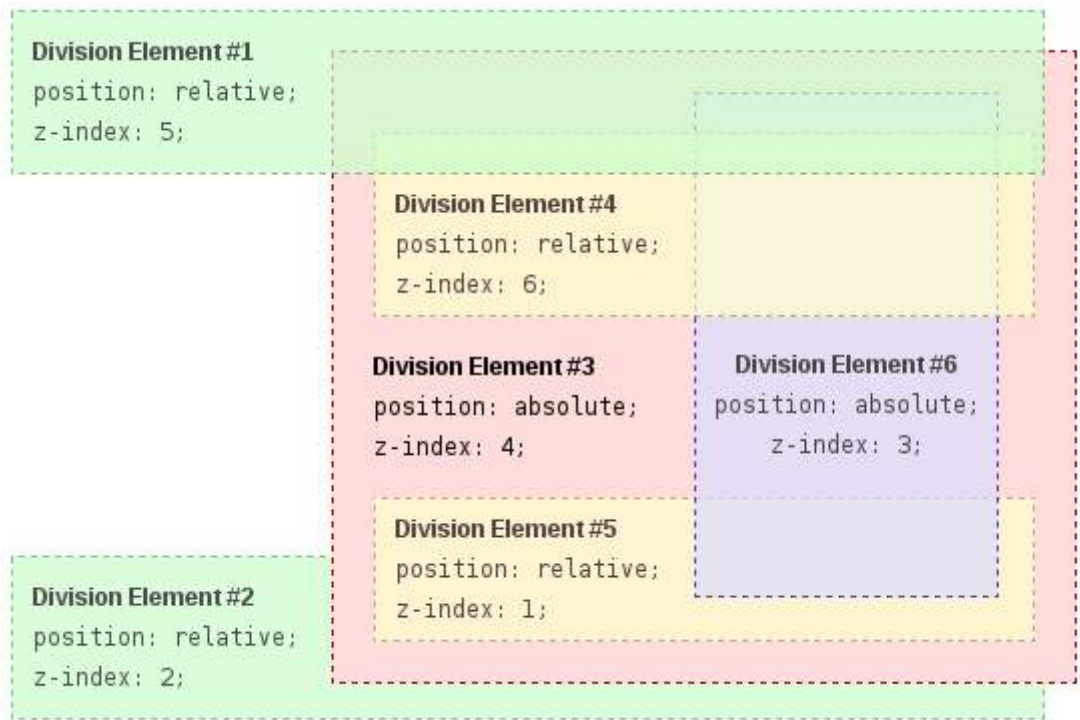 Division Element #1
position: relative;
z-index: 5;
Division Element #4
position: relative;
z-index: 6;
Division Element #3
position: absolute;
z-index: 4;
Division Element #6
position: absolute;
z-index: 3;
Division Element #5
position: relative;
z-index: 1;
Division Element #2
position: relative;
z-index: 2;